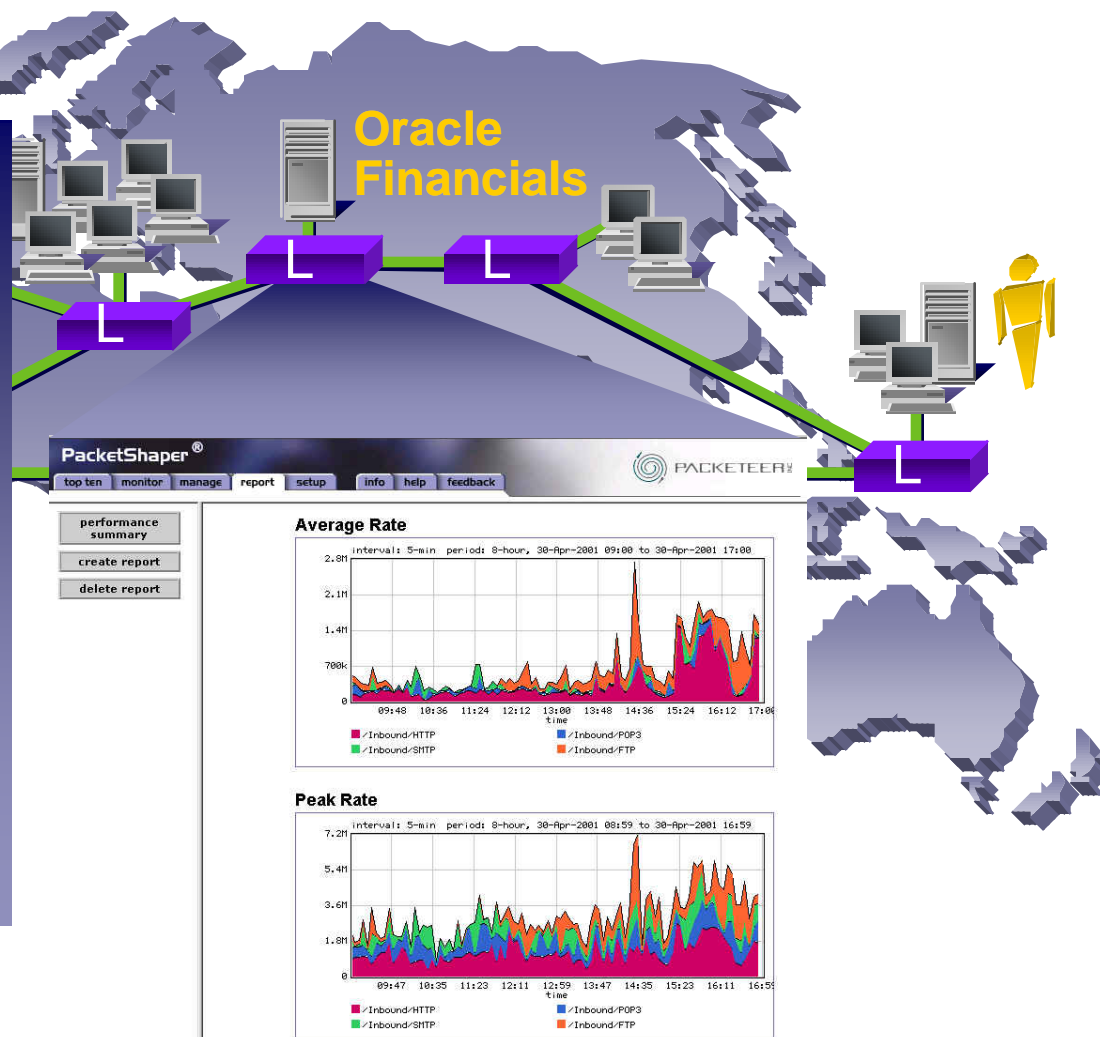 Oracle
Financials
L
L
L
L
PacketShaper®
PACKETEER INC
top ten monitor manage report setup info help feedback
performance
summary
create report
delete report
Average Rate
interval: 5-min period: 8-hour, 30-Apr-2001 09:00 to 30-Apr-2001 17:00
2.8M
2.1M
1.4M
700k
0
09:48 10:36 11:24 12:12 13:00 13:48 14:36 15:24 16:12 17:00
time
/Inbound/HTTP /Inbound/POP3
/Inbound/SMTP /Inbound/FTP
Peak Rate
interval: 5-min period: 8-hour, 30-Apr-2001 08:59 to 30-Apr-2001 16:59
7.2M
5.4M
3.6M
1.8M
0
09:47 10:35 11:23 12:11 12:59 13:47 14:35 15:23 16:11 16:59
time
/Inbound/HTTP /Inbound/POP3
/Inbound/SMTP /Inbound/FTP